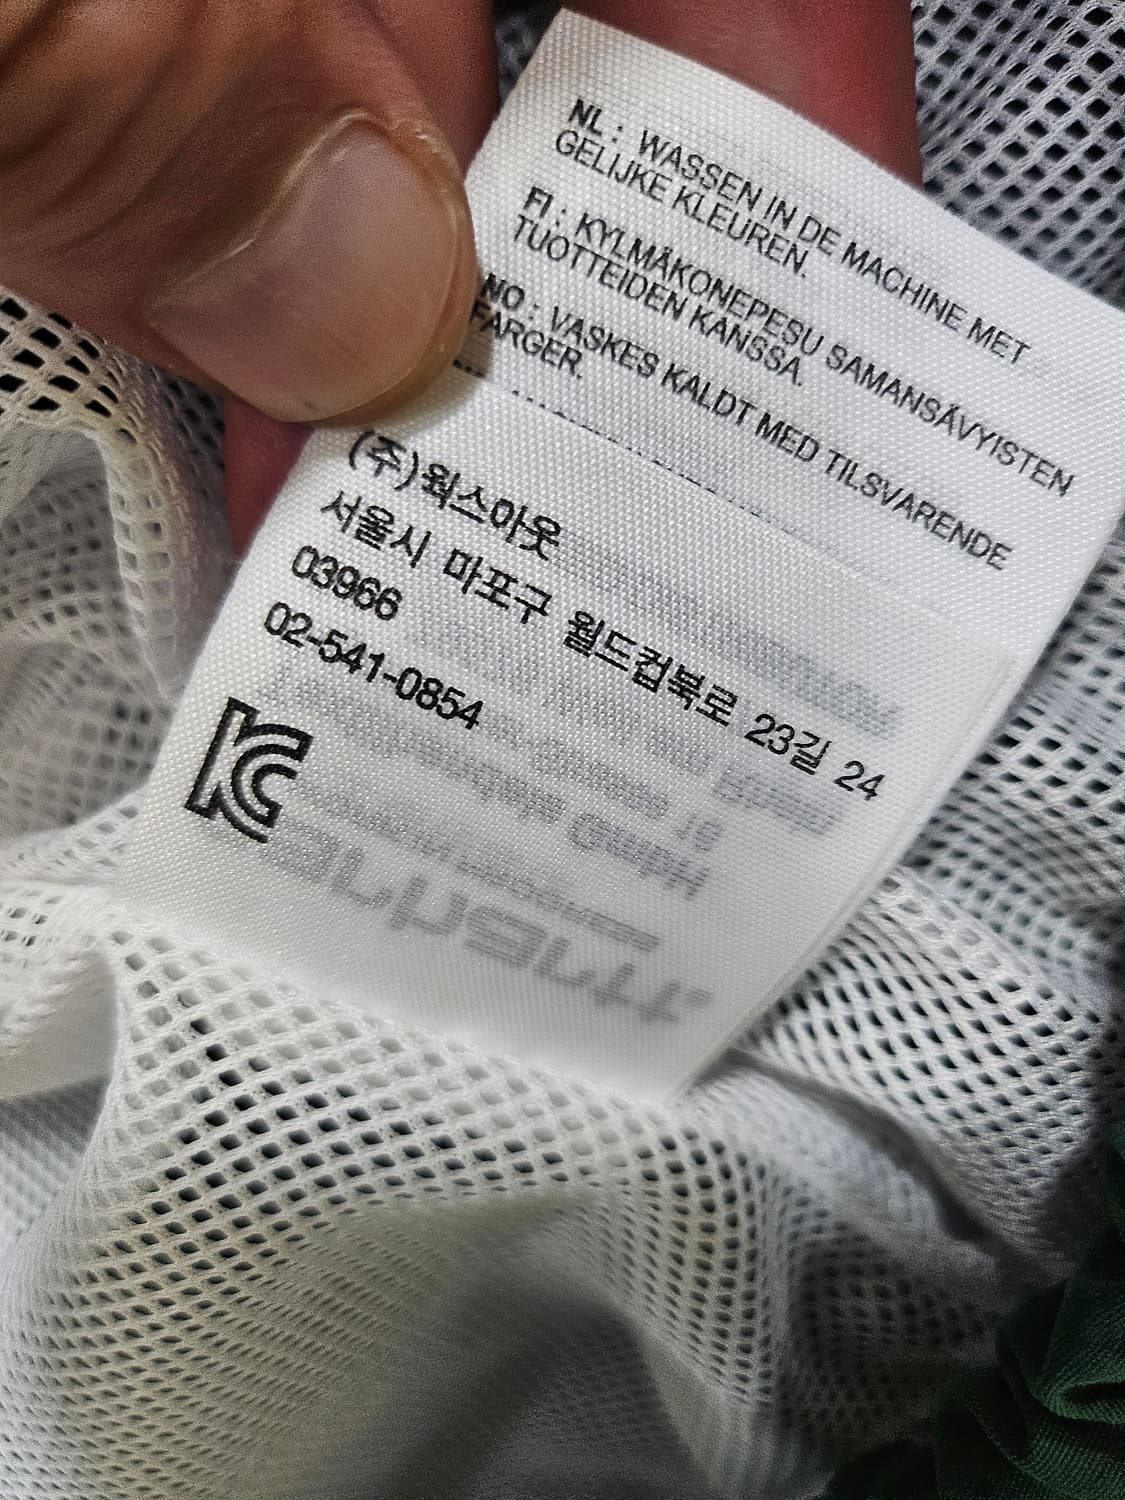 NL : WASSEN IN DE MACHINE MET
GELIJKE KLEUREN.
FI : KYLMÄKONEPESU SAMANSÄVYISTEN
TUOTTEIDEN KANSSA.
NO : VASKES KALDT MED TILSVARENDE
FARGER.
(주)웍스아웃
서울시 마포구 월드컵북로 23길 24
03966
02-541-0854